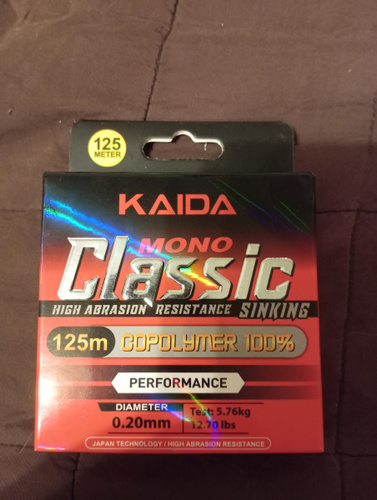 125
METER
KAIDA
MONO
Classic
HIGH ABRASION RESISTANCE SINKING
125m COPOLYMER 100%
PERFORMANCE
DIAMETER
0.20mm
Test: 5.76kg
12.70 lbs
JAPAN TECHNOLOGY / HIGH ABRASION RESISTANCE